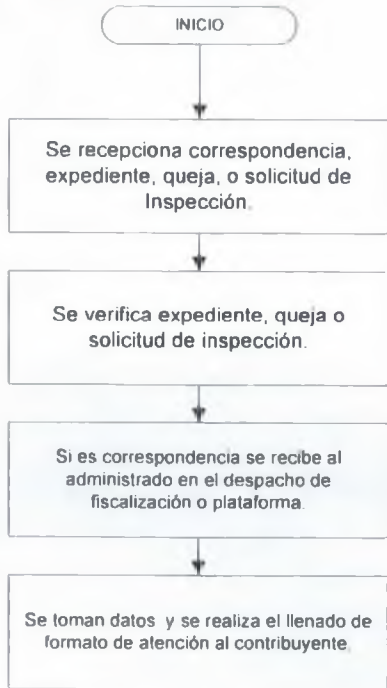 INICIO
Se recepciona correspondencia,
expediente, queja, o solicitud de
Inspección.
Se verifica expediente, queja o
solicitud de inspección.
Si es correspondencia se recibe al
administrado en el despacho de
fiscalización o plataforma.
Se toman datos y se realiza el llenado de
formato de atención al contribuyente.